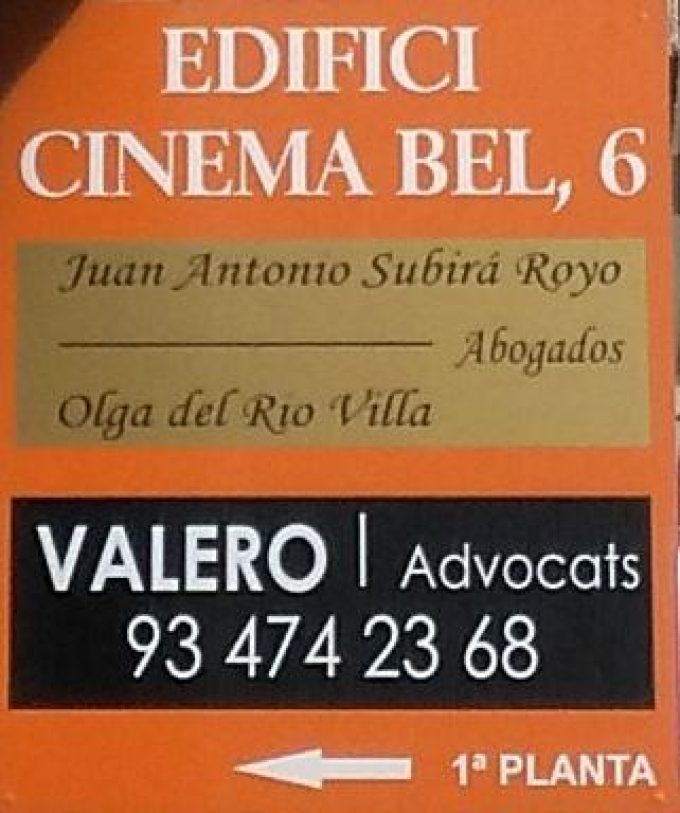 EDIFICI
CINEMA BEL, 6
Juan Antonio Subirá Royo
Abogados
Olga del Rio Villa
VALERO | Advocats
93 474 23 68
1ª PLANTA